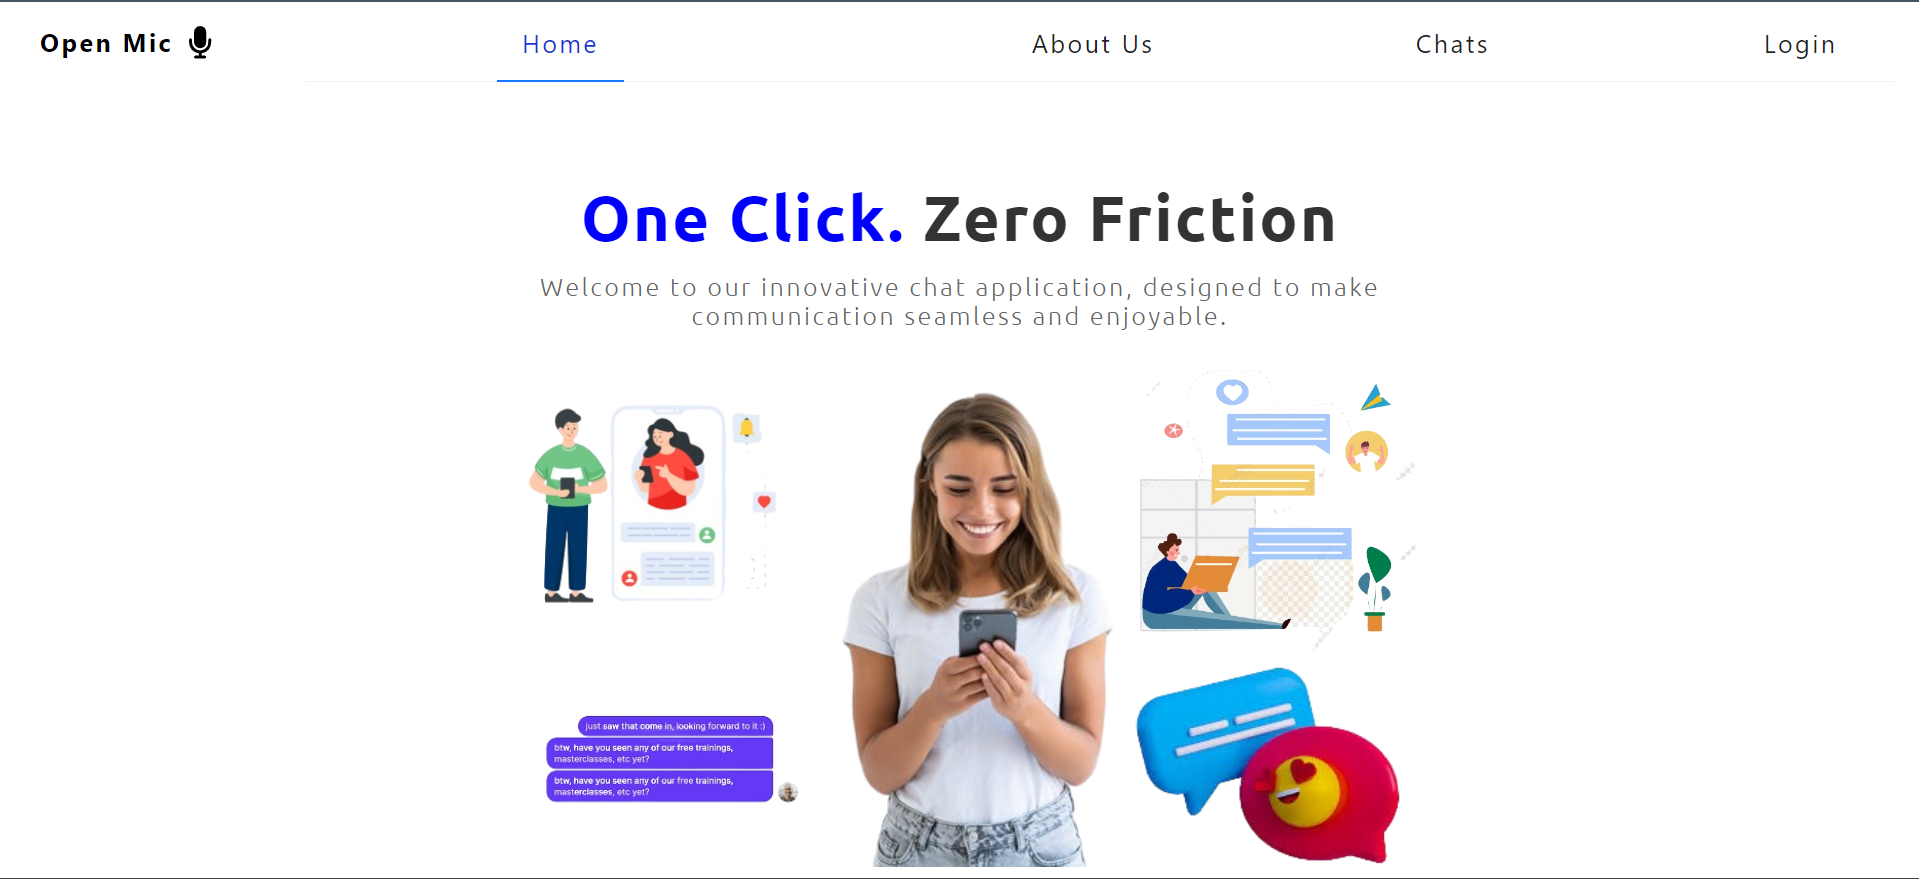 Open Mic
Home
About Us
Chats
Login
One Click. Zero Friction
Welcome to our innovative chat application, designed to make
communication seamless and enjoyable.
just saw that come in, looking forward to it :)
btw, have you seen any of our free trainings,
masterclasses, etc yet?
btw, have you seen any of our free trainings,
masterclasses, etc yet?